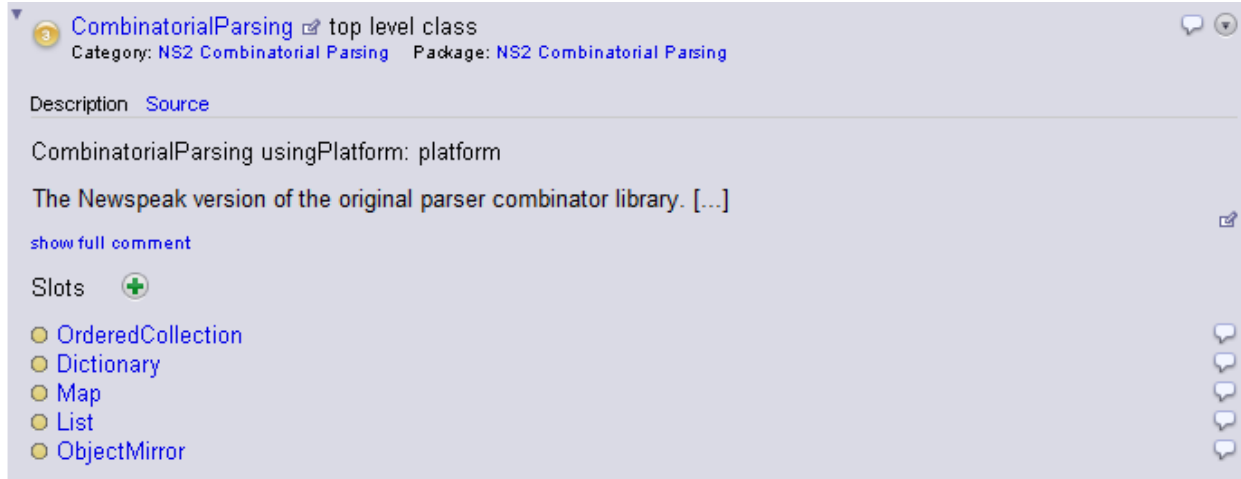 3 CombinatorialParsing top level class
Category: NS2 Combinatorial Parsing Package: NS2 Combinatorial Parsing
Description Source
CombinatorialParsing usingPlatform: platform
The Newspeak version of the original parser combinator library. [...]
show full comment
Slots
OrderedCollection
Dictionary
Map
List
ObjectMirror